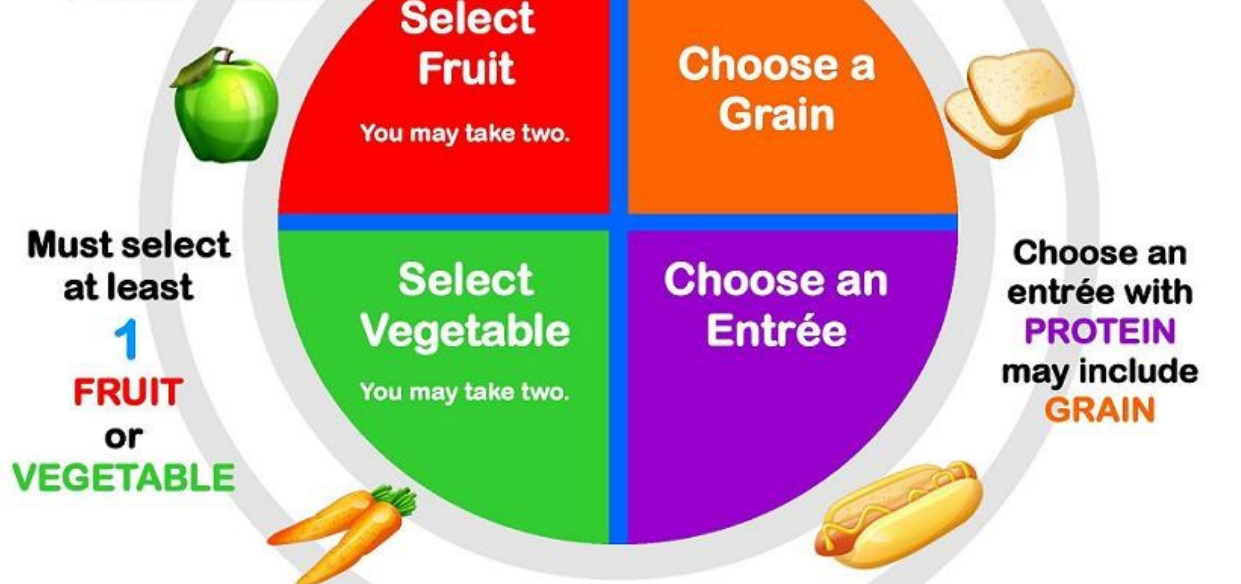 Select
Fruit
You may take two.
Choose a
Grain
Must select
at least
1
FRUIT
or
VEGETABLE
Select
Vegetable
You may take two.
Choose an
Entrée
Choose an
entrée with
PROTEIN
may include
GRAIN